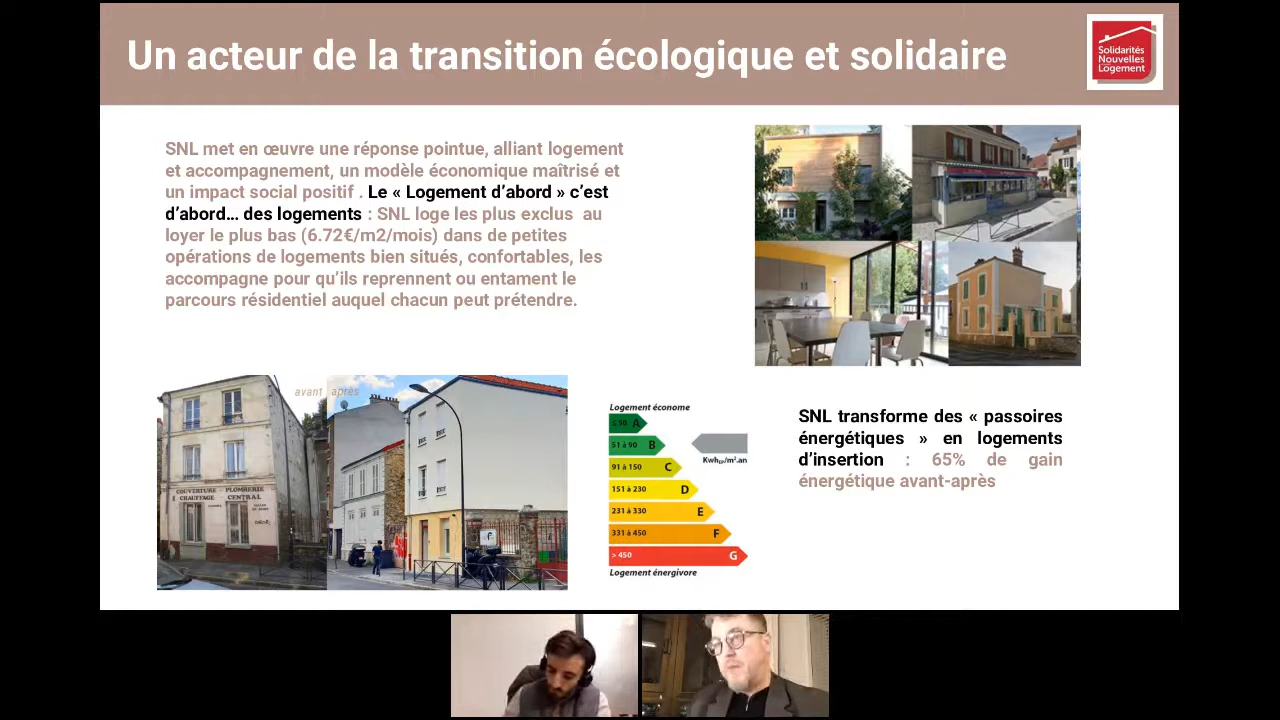 Un acteur de la transition écologique et solidaire
Solidarités
Nouvelles
Logement
SNL met en œuvre une réponse pointue, alliant logement
et accompagnement, un modèle économique maîtrisé et
un impact social positif . Le « Logement d’abord » c’est
d’abord… des logements : SNL loge les plus exclus au
loyer le plus bas (6.72€/m2/mois) dans de petites
opérations de logements bien situés, confortables, les
accompagne pour qu’ils reprennent ou entament le
parcours résidentiel auquel chacun peut prétendre.
avant après
COUVERTURE PLOMBERIE
CHAUFFAGE CENTRAL
Logement économe
≤ 50 A
51 à 90 B
91 à 150 C
151 à 230 D
231 à 330 E
331 à 450 F
> 450 G
Logement énergivore
KwhEP/m².an
SNL transforme des « passoires
énergétiques » en logements
d’insertion : 65% de gain
énergétique avant-après